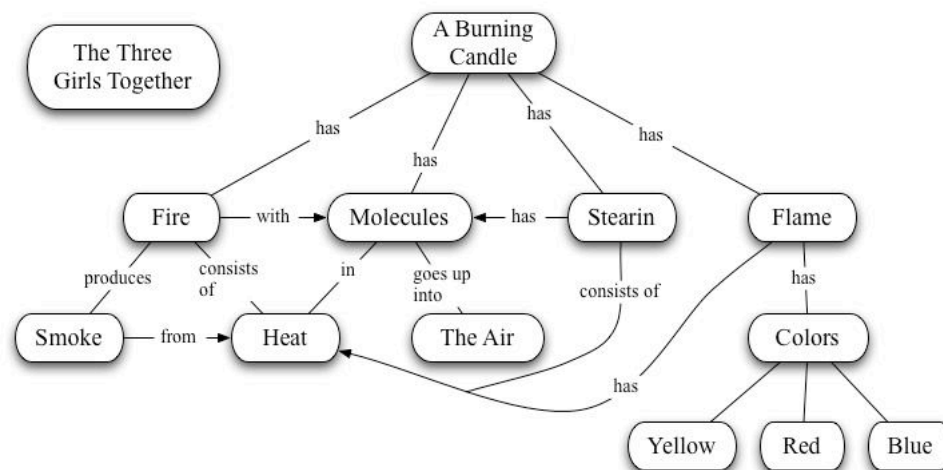 The Three
Girls Together
A Burning
Candle
has
has
has
has
Fire
with
Molecules
has
Stearin
Flame
produces
consists
of
in
goes up
into
consists of
has
Smoke
from
Heat
The Air
Colors
has
Yellow
Red
Blue